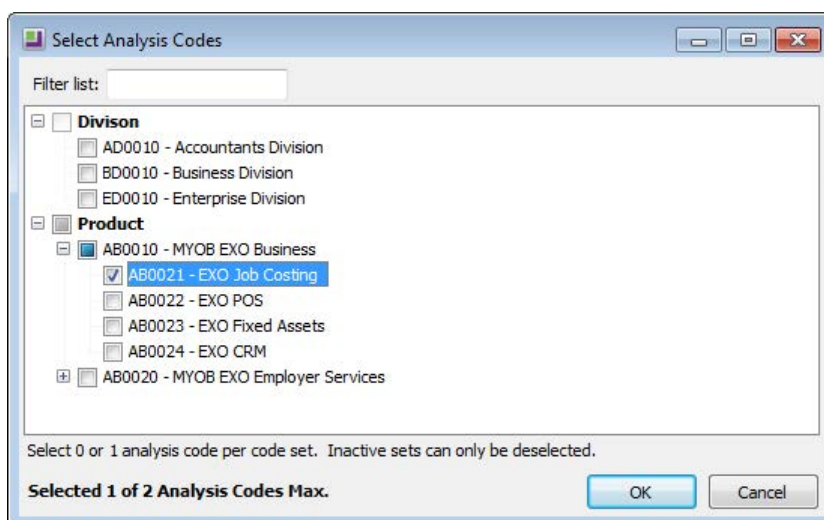 Select Analysis Codes
Filter list:
Divison
AD0010 - Accountants Division
BD0010 - Business Division
ED0010 - Enterprise Division
Product
AB0010 - MYOB EXO Business
AB0021 - EXO Job Costing
AB0022 - EXO POS
AB0023 - EXO Fixed Assets
AB0024 - EXO CRM
AB0020 - MYOB EXO Employer Services
Select 0 or 1 analysis code per code set.  Inactive sets can only be deselected.
Selected 1 of 2 Analysis Codes Max.
OK
Cancel